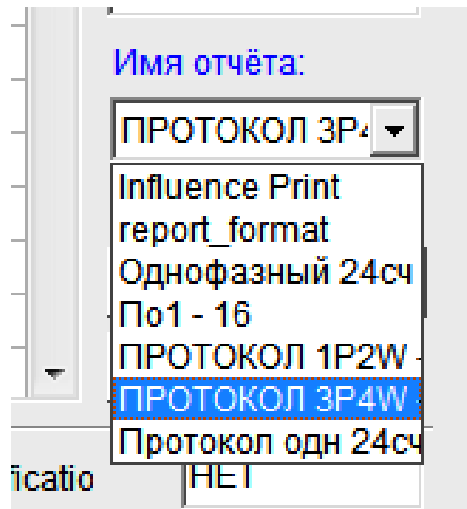 Имя отчёта:
ПРОТОКОЛ 3P4
Influence Print
report_format
Однофазный 24сч
По1 - 16
ПРОТОКОЛ 1P2W -
ПРОТОКОЛ 3P4W -
Протокол одн 24сч
ficatio НЕТ